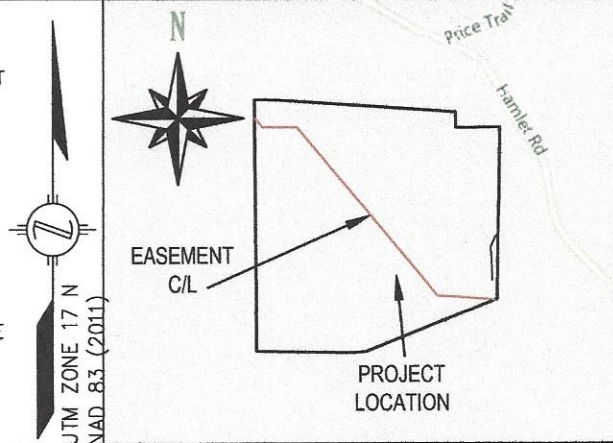 N
Price Trail
Hamlet Rd
EASEMENT
C/L
PROJECT
LOCATION
UTM ZONE 17 N
NAD 83 (2011)
N